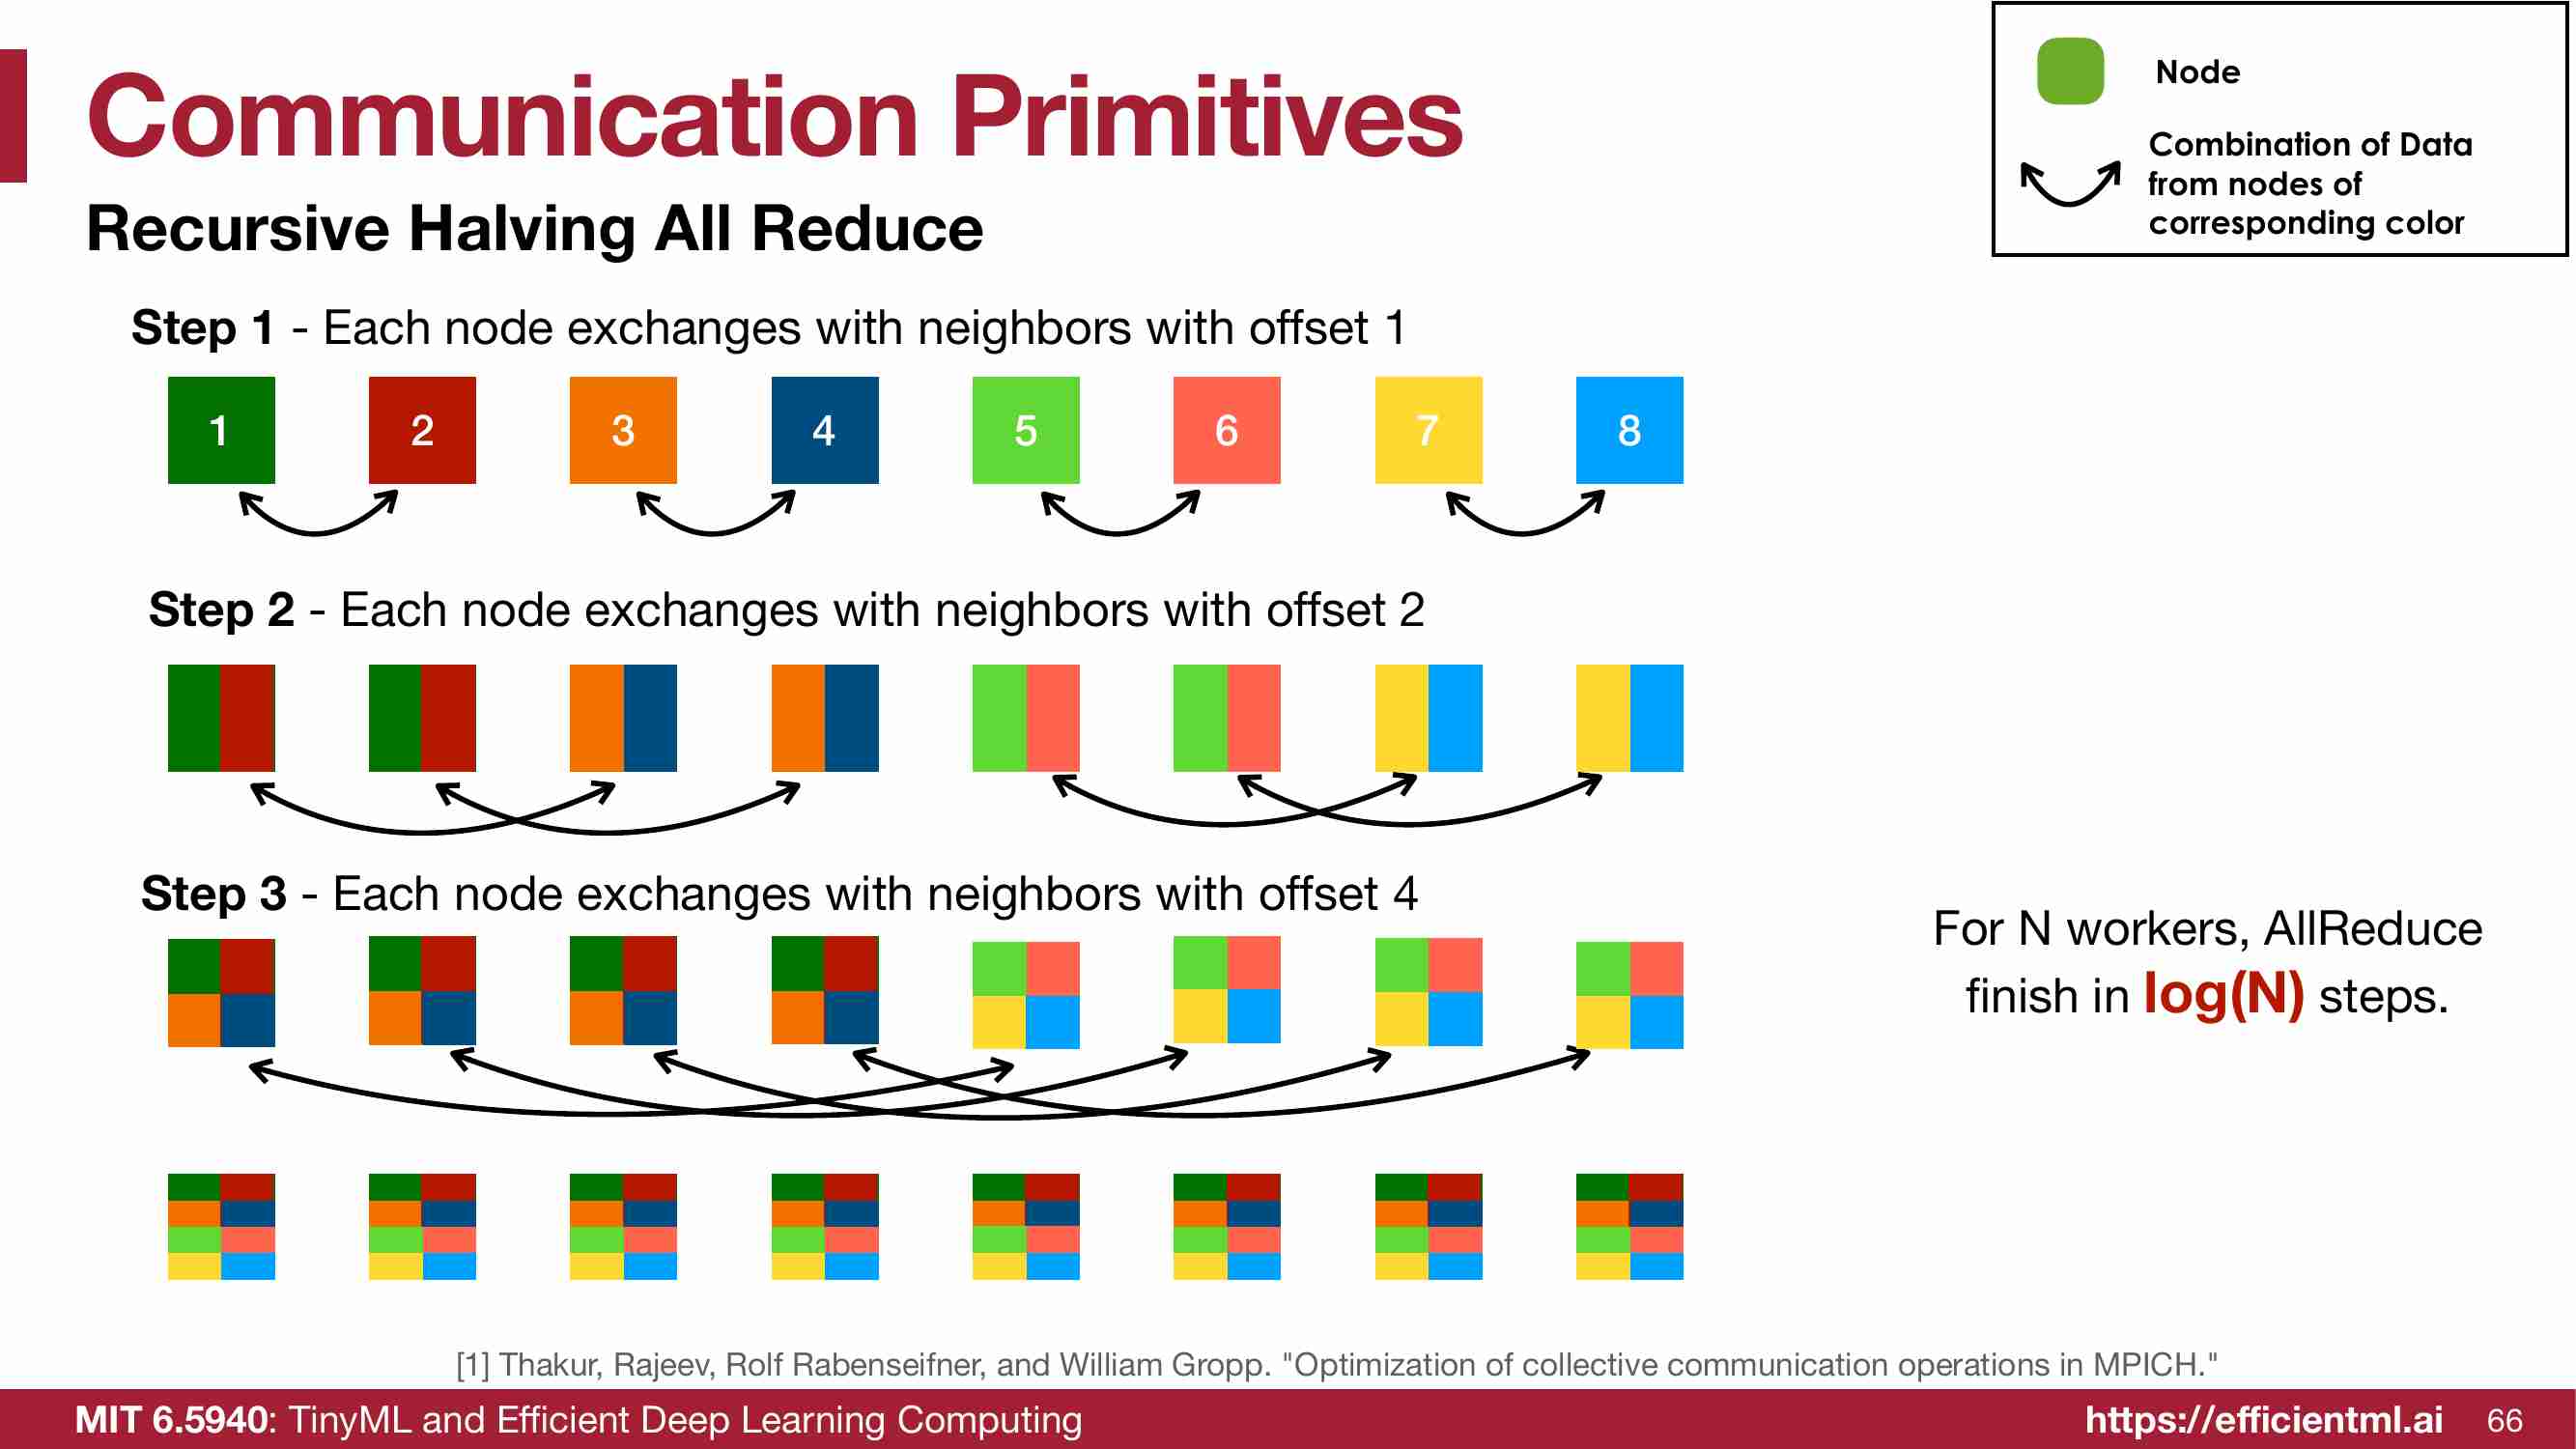 Communication Primitives
Recursive Halving All Reduce
Node
Combination of Data
from nodes of
corresponding color
Step 1 - Each node exchanges with neighbors with offset 1
1 2 3 4 5 6 7 8
Step 2 - Each node exchanges with neighbors with offset 2
Step 3 - Each node exchanges with neighbors with offset 4
For N workers, AllReduce
finish in log(N) steps.
[1] Thakur, Rajeev, Rolf Rabenseifner, and William Gropp. "Optimization of collective communication operations in MPICH."
MIT 6.5940: TinyML and Efficient Deep Learning Computing
https://efficientml.ai 66